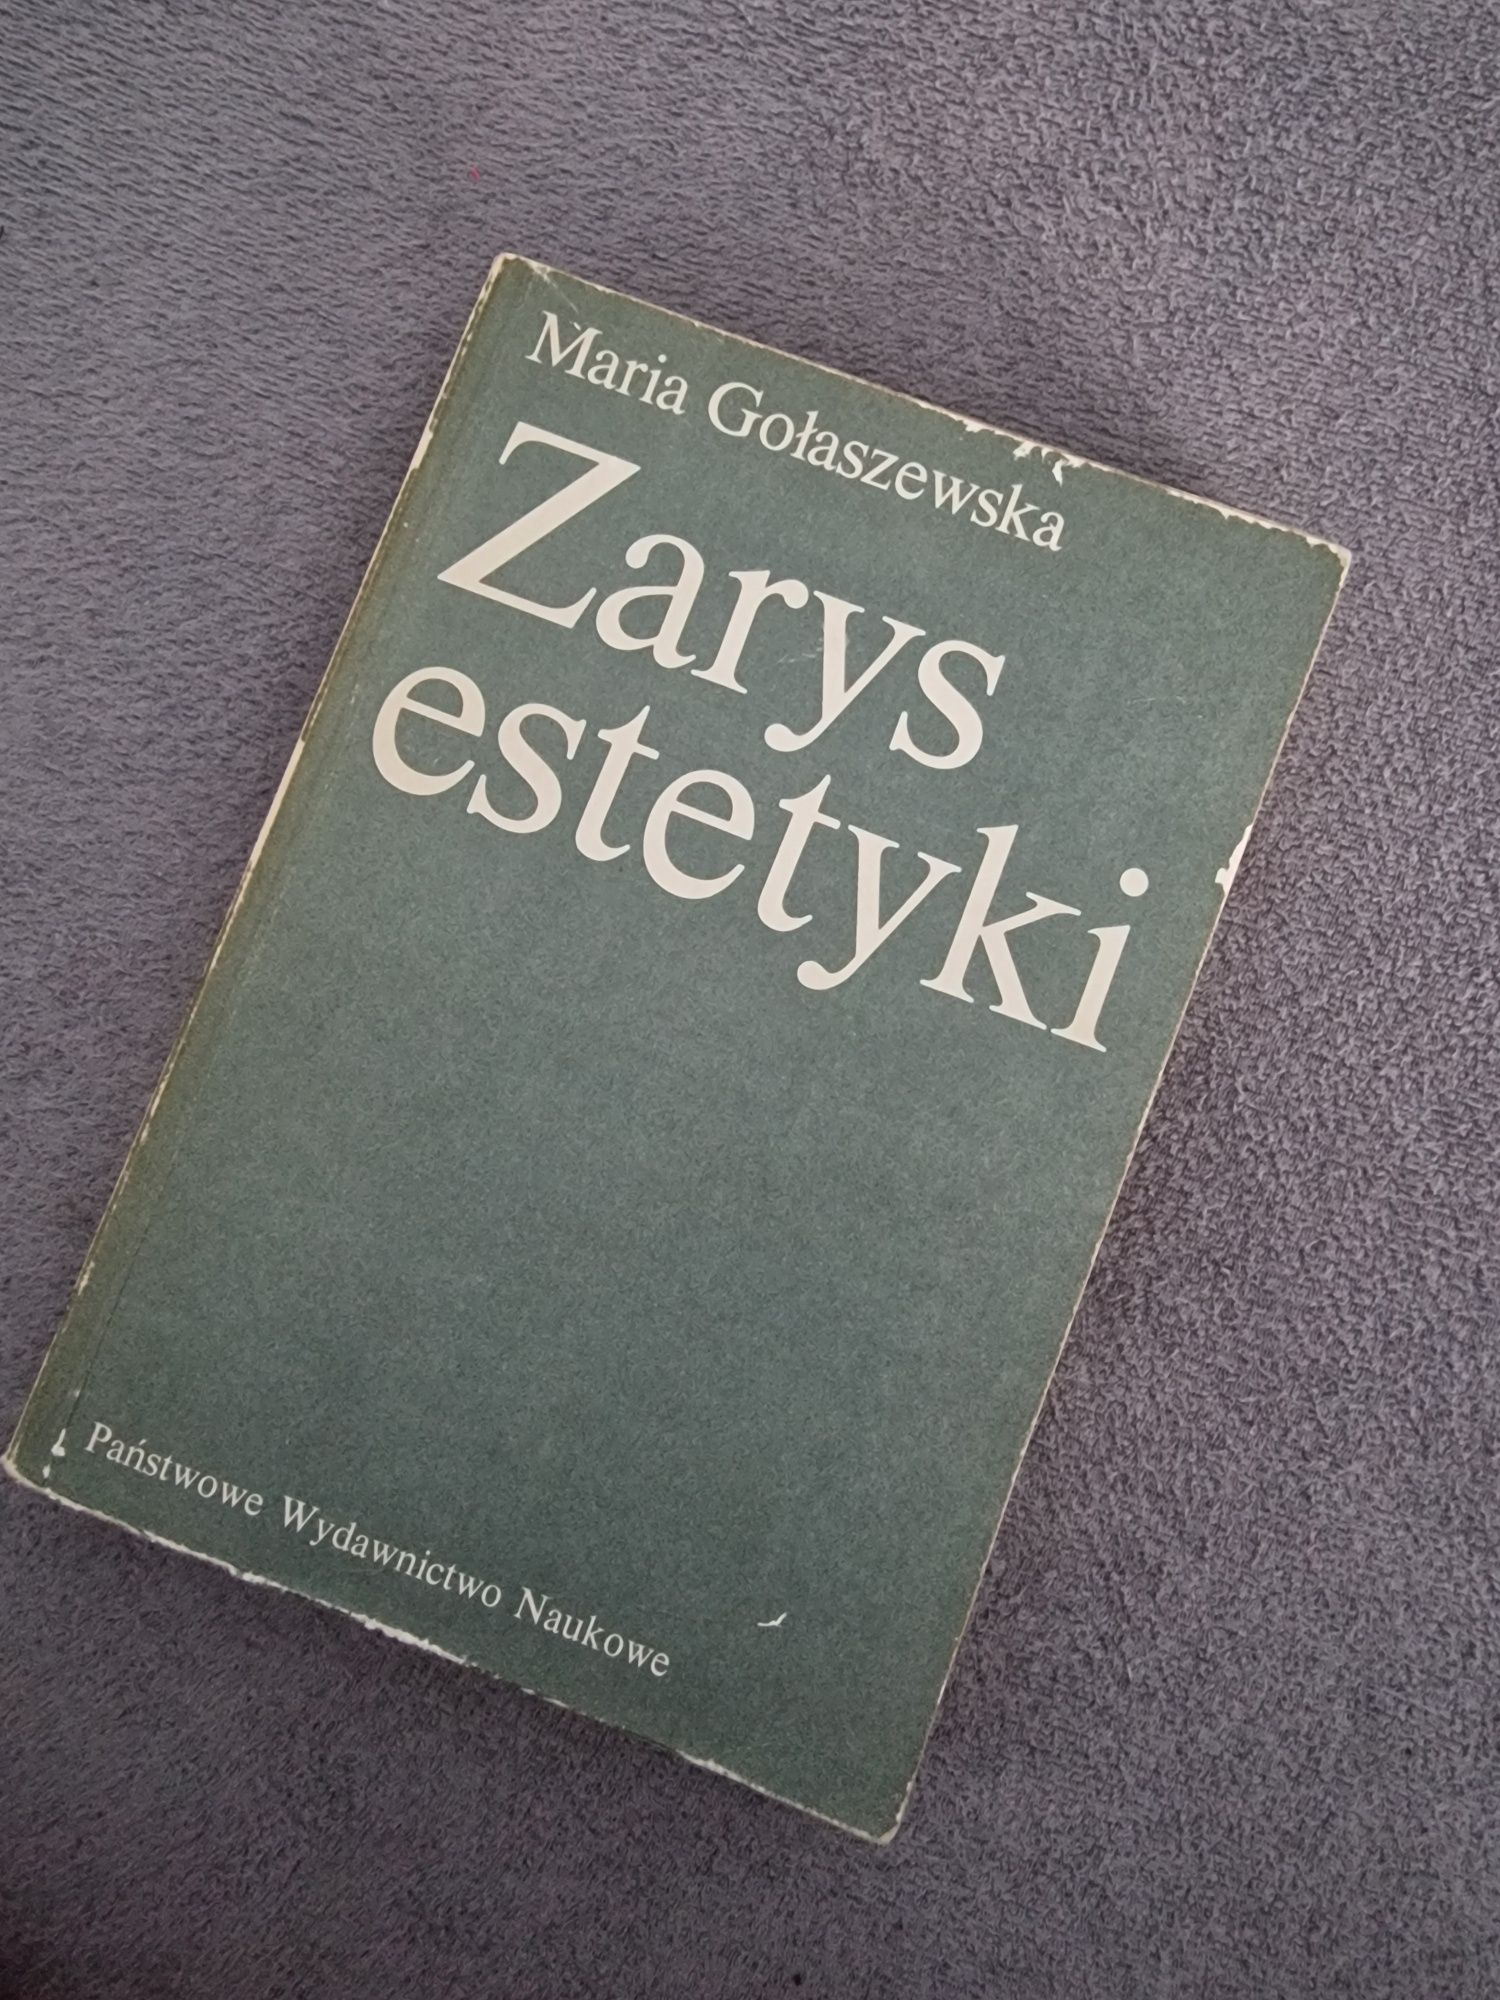 Maria Gołaszewska
Zarys
estetyki
Państwowe Wydawnictwo Naukowe